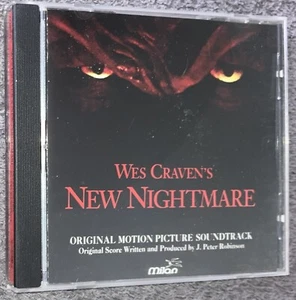 WES CRAVEN'S
NEW NIGHTMARE
ORIGINAL MOTION PICTURE SOUNDTRACK
Original Score Written and Produced by J. Peter Robinson
milan